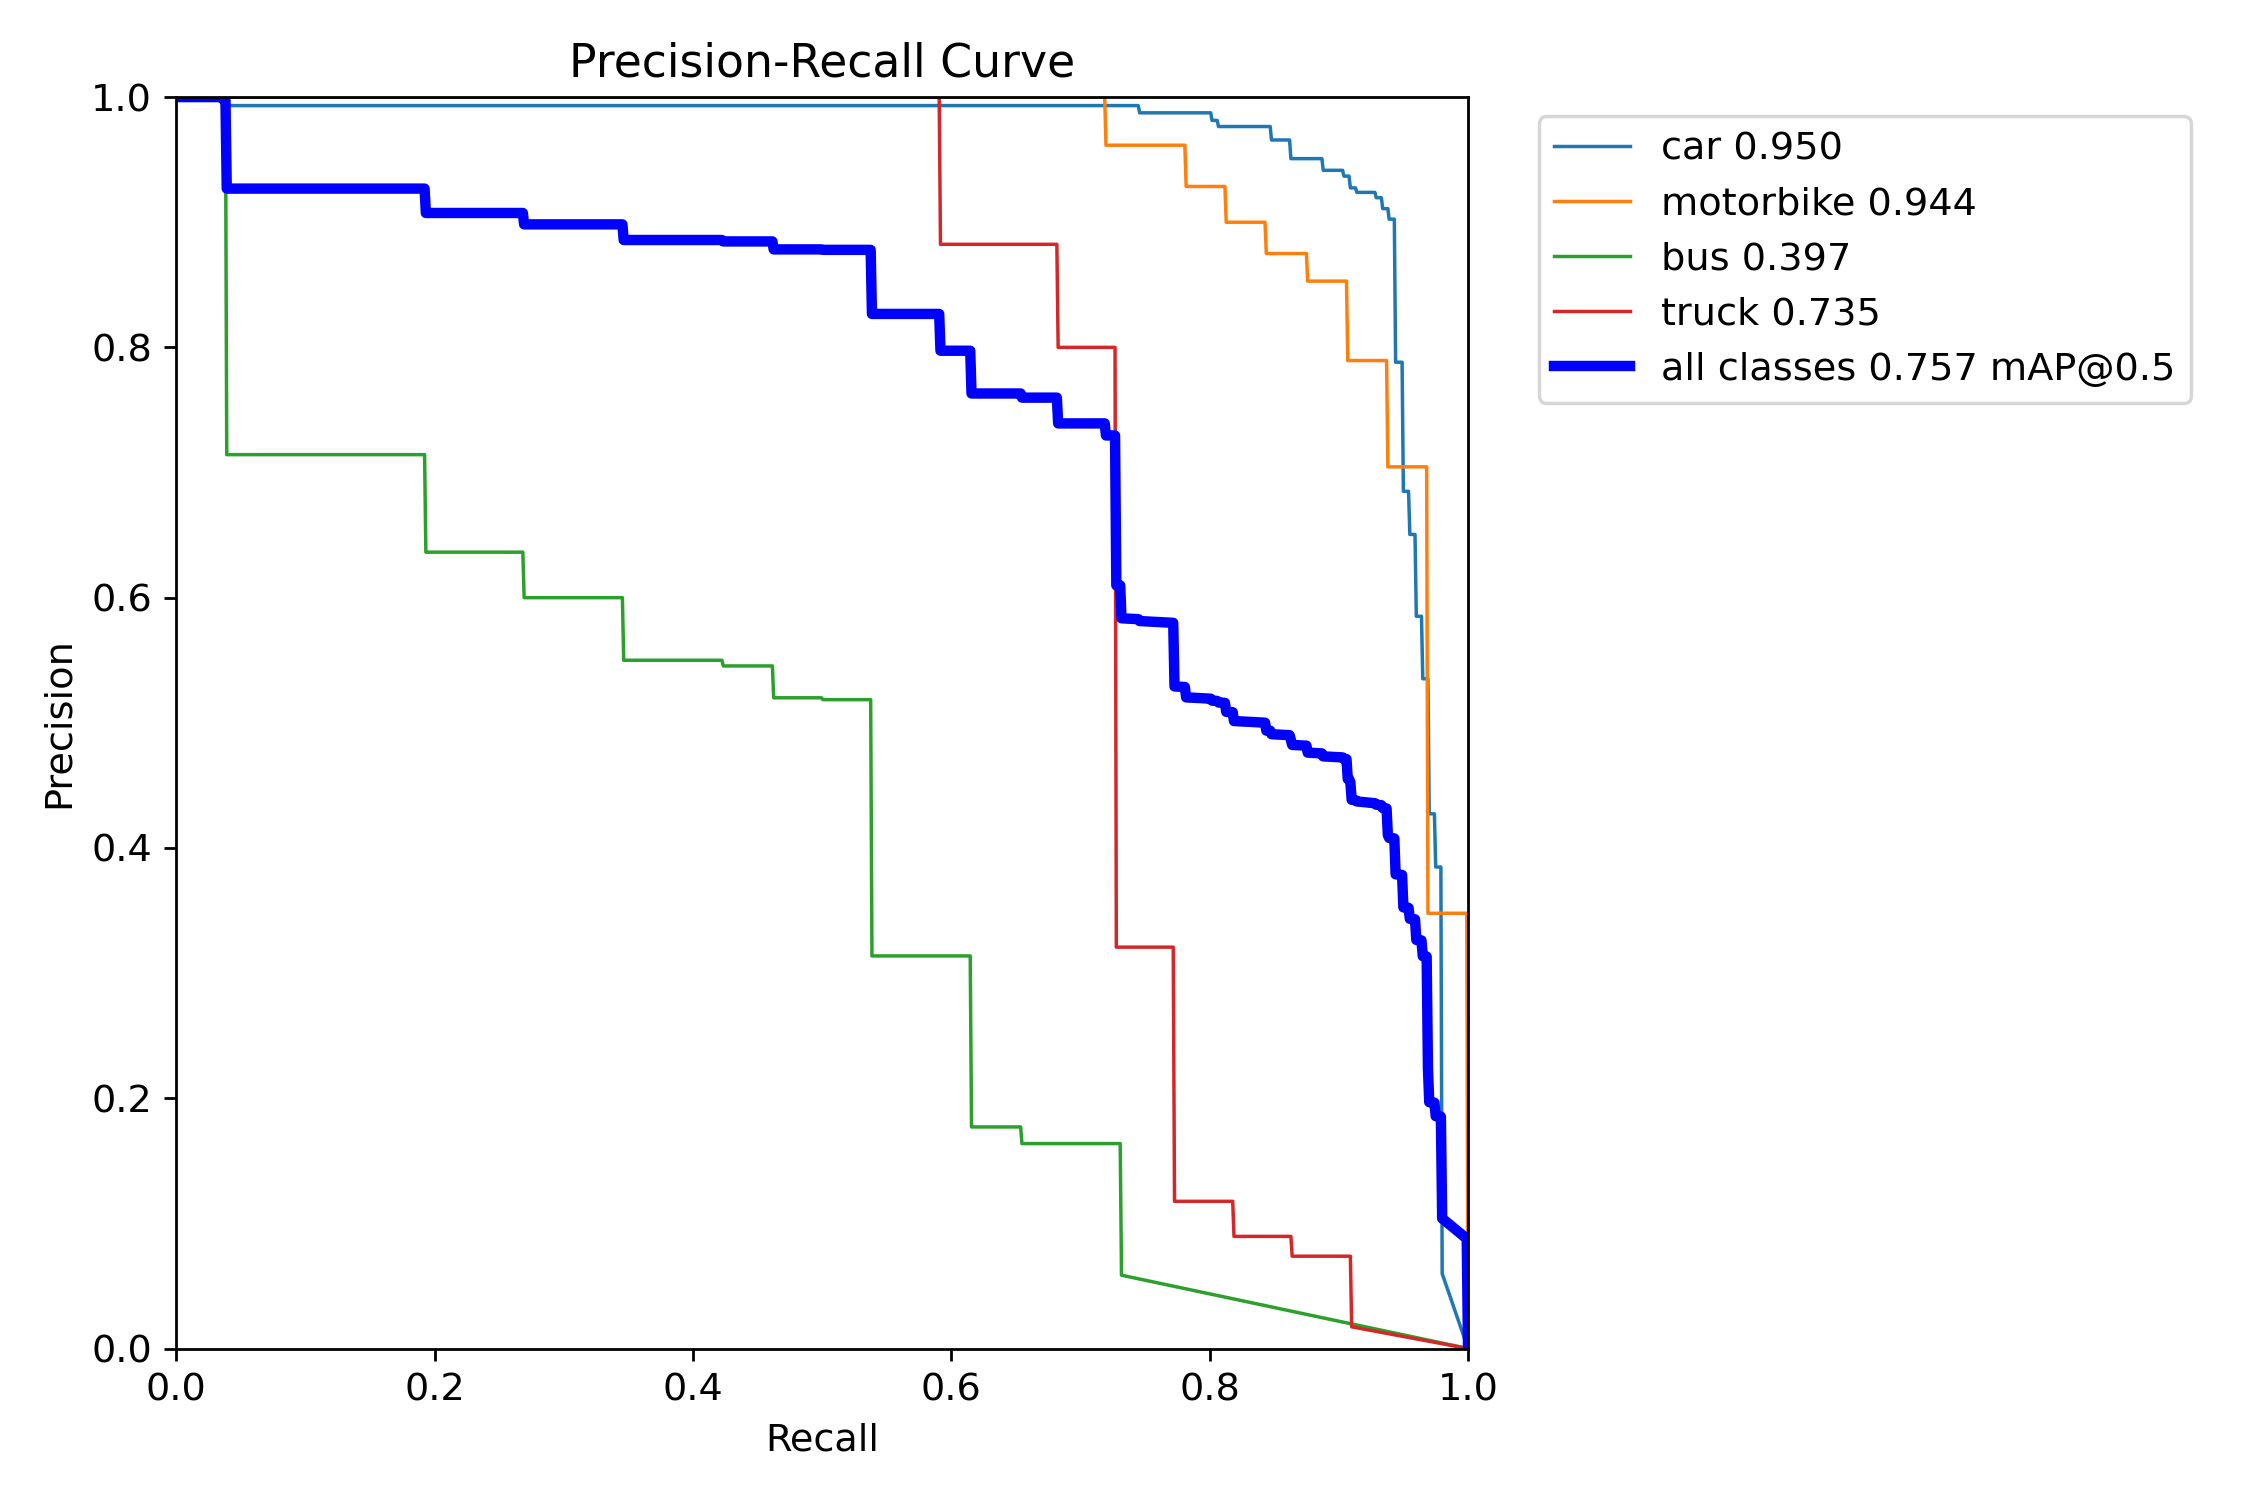 Precision-Recall Curve
1.0
0.8
0.6
0.4
0.2
0.0
Precision
0.0 0.2 0.4 0.6 0.8 1.0
Recall
car 0.950
motorbike 0.944
bus 0.397
truck 0.735
all classes 0.757 mAP@0.5